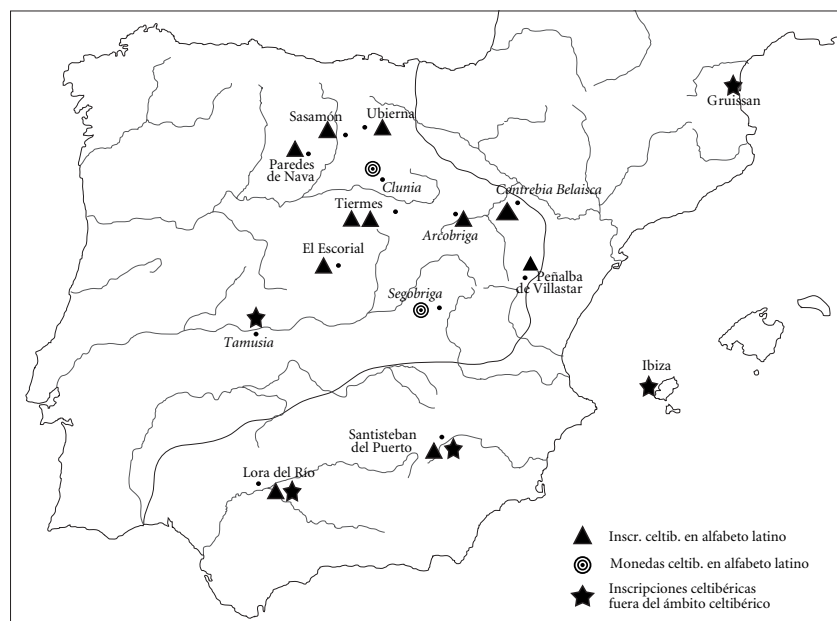 Gruissan
Sasamón
Ubierna
Paredes
de Nava
Clunia
Contrebia Belaisca
Tiermes
Arcobriga
El Escorial
Peñalba
de Villastar
Segobriga
Tamusia
Ibiza
Santisteban
del Puerto
Lora del Río
Inscr. celtib. en alfabeto latino
Monedas celtib. en alfabeto latino
Inscripciones celtibéricas
fuera del ámbito celtibérico